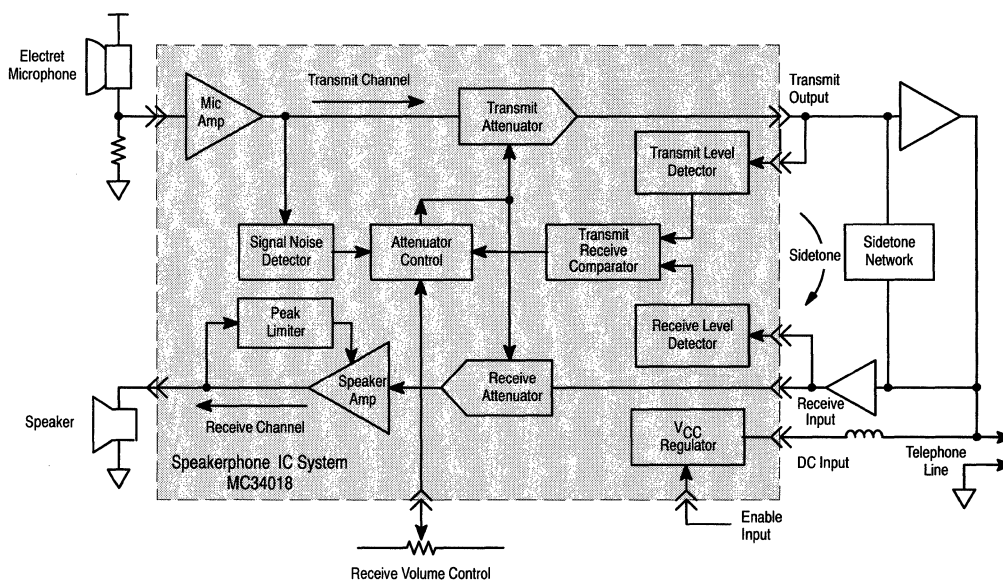 Electret
Microphone
Mic
Amp
Transmit Channel
Transmit
Attenuator
Transmit
Output
Transmit Level
Detector
Signal Noise
Detector
Attenuator
Control
Transmit
Receive
Comparator
Sidetone
Sidetone
Network
Peak
Limiter
Receive Level
Detector
Speaker
Amp
Receive
Attenuator
Receive
Input
Speaker
Receive Channel
VCC
Regulator
DC Input
Telephone
Line
Speakerphone IC System
MC34018
Enable
Input
Receive Volume Control